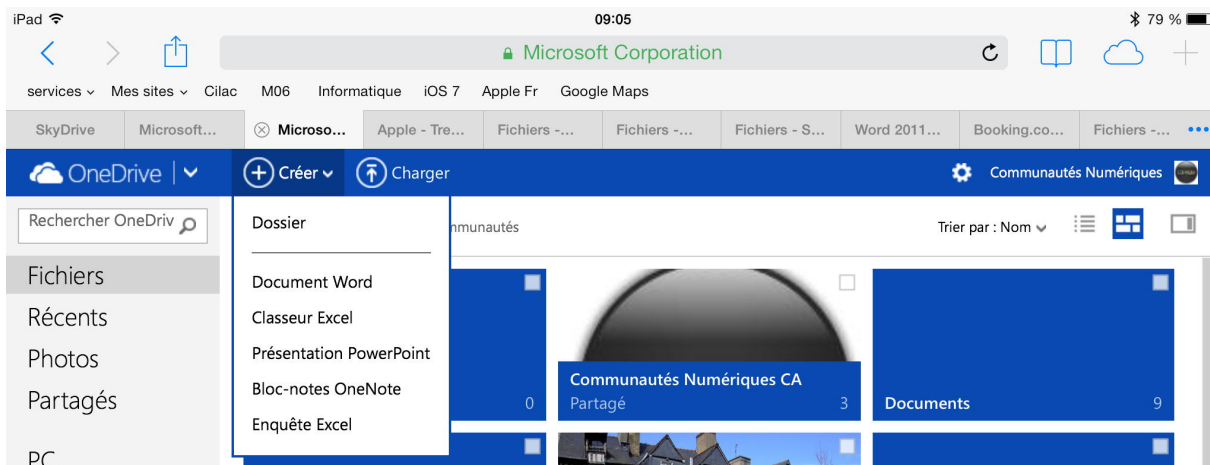 iPad 09:05 79 %
Microsoft Corporation
services Mes sites Cilac M06 Informatique iOS 7 Apple Fr Google Maps
SkyDrive Microsoft... Microso... Apple - Tre... Fichiers -... Fichiers -... Fichiers - S... Word 2011... Booking.co... Fichiers -...
OneDrive Créer Charger Communautés Numériques
Rechercher OneDriv
nmunautés Trier par : Nom
Dossier
Document Word
Classeur Excel
Présentation PowerPoint
Bloc-notes OneNote
Enquête Excel
Fichiers
Récents
Photos
Partagés
PC
0
Communautés Numériques CA
Partagé 3
Documents 9